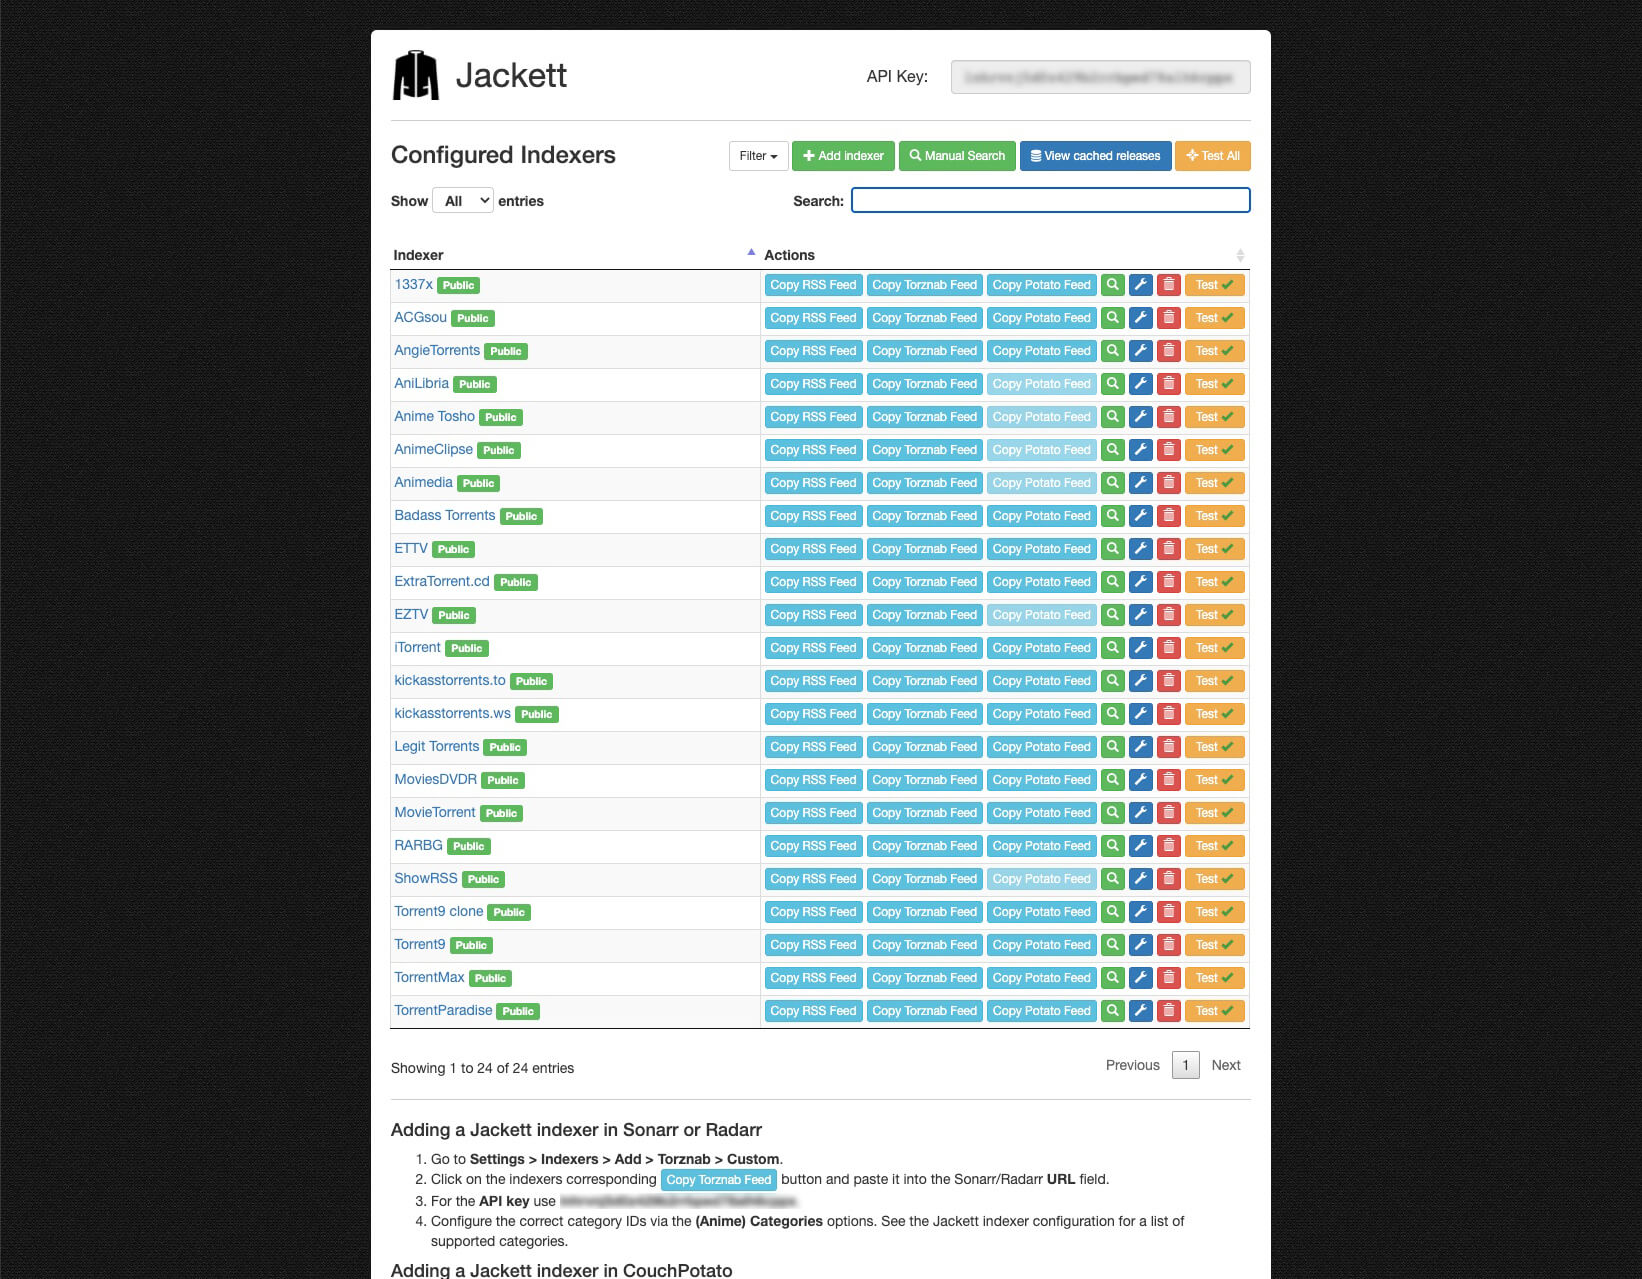 Jackett
API Key:
Configured Indexers
Filter Add indexer Manual Search View cached releases Test All
Show All entries Search:
Indexer Actions
1337x Public Copy RSS Feed Copy Torznab Feed Copy Potato Feed Test
ACGsou Public Copy RSS Feed Copy Torznab Feed Copy Potato Feed Test
AngieTorrents Public Copy RSS Feed Copy Torznab Feed Copy Potato Feed Test
AniLibria Public Copy RSS Feed Copy Torznab Feed Copy Potato Feed Test
Anime Tosho Public Copy RSS Feed Copy Torznab Feed Copy Potato Feed Test
AnimeClipse Public Copy RSS Feed Copy Torznab Feed Copy Potato Feed Test
Animedia Public Copy RSS Feed Copy Torznab Feed Copy Potato Feed Test
Badass Torrents Public Copy RSS Feed Copy Torznab Feed Copy Potato Feed Test
ETTV Public Copy RSS Feed Copy Torznab Feed Copy Potato Feed Test
ExtraTorrent.cd Public Copy RSS Feed Copy Torznab Feed Copy Potato Feed Test
EZTV Public Copy RSS Feed Copy Torznab Feed Copy Potato Feed Test
iTorrent Public Copy RSS Feed Copy Torznab Feed Copy Potato Feed Test
kickasstorrents.to Public Copy RSS Feed Copy Torznab Feed Copy Potato Feed Test
kickasstorrents.ws Public Copy RSS Feed Copy Torznab Feed Copy Potato Feed Test
Legit Torrents Public Copy RSS Feed Copy Torznab Feed Copy Potato Feed Test
MoviesDVDR Public Copy RSS Feed Copy Torznab Feed Copy Potato Feed Test
MovieTorrent Public Copy RSS Feed Copy Torznab Feed Copy Potato Feed Test
RARBG Public Copy RSS Feed Copy Torznab Feed Copy Potato Feed Test
ShowRSS Public Copy RSS Feed Copy Torznab Feed Copy Potato Feed Test
Torrent9 clone Public Copy RSS Feed Copy Torznab Feed Copy Potato Feed Test
Torrent9 Public Copy RSS Feed Copy Torznab Feed Copy Potato Feed Test
TorrentMax Public Copy RSS Feed Copy Torznab Feed Copy Potato Feed Test
TorrentParadise Public Copy RSS Feed Copy Torznab Feed Copy Potato Feed Test
Showing 1 to 24 of 24 entries Previous 1 Next
Adding a Jackett indexer in Sonarr or Radarr
1. Go to Settings > Indexers > Add > Torznab > Custom.
2. Click on the indexers corresponding Copy Torznab Feed button and paste it into the Sonarr/Radarr URL field.
3. For the API key use
4. Configure the correct category IDs via the (Anime) Categories options. See the Jackett indexer configuration for a list of
supported categories.
Adding a Jackett indexer in CouchPotato